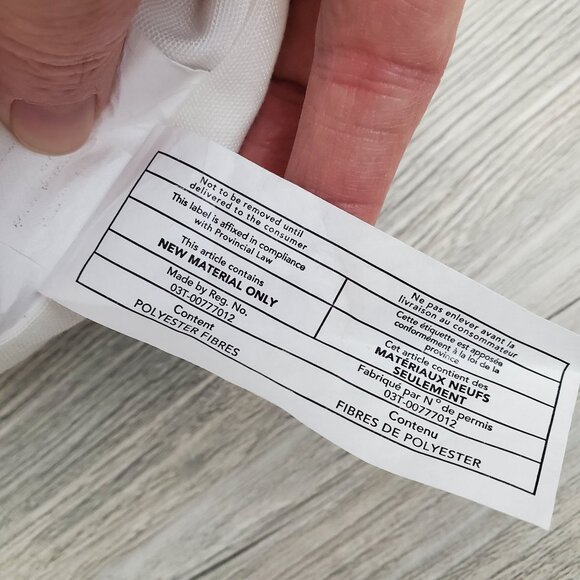 Not to be removed until
delivered to the consumer
This label is affixed in compliance
with Provincial Law
This article contains
NEW MATERIAL ONLY
Made by Reg. No.
03T-00777012
Content
POLYESTER FIBRES
Ne pas enlever avant la
livraison au consommateur
Cette étiquette est apposée
conformément à la loi de la
province
Cet article contient des
MATÉRIAUX NEUFS
SEULEMENT
Fabriqué par N° de permis
03T-00777012
Contenu
FIBRES DE POLYESTER